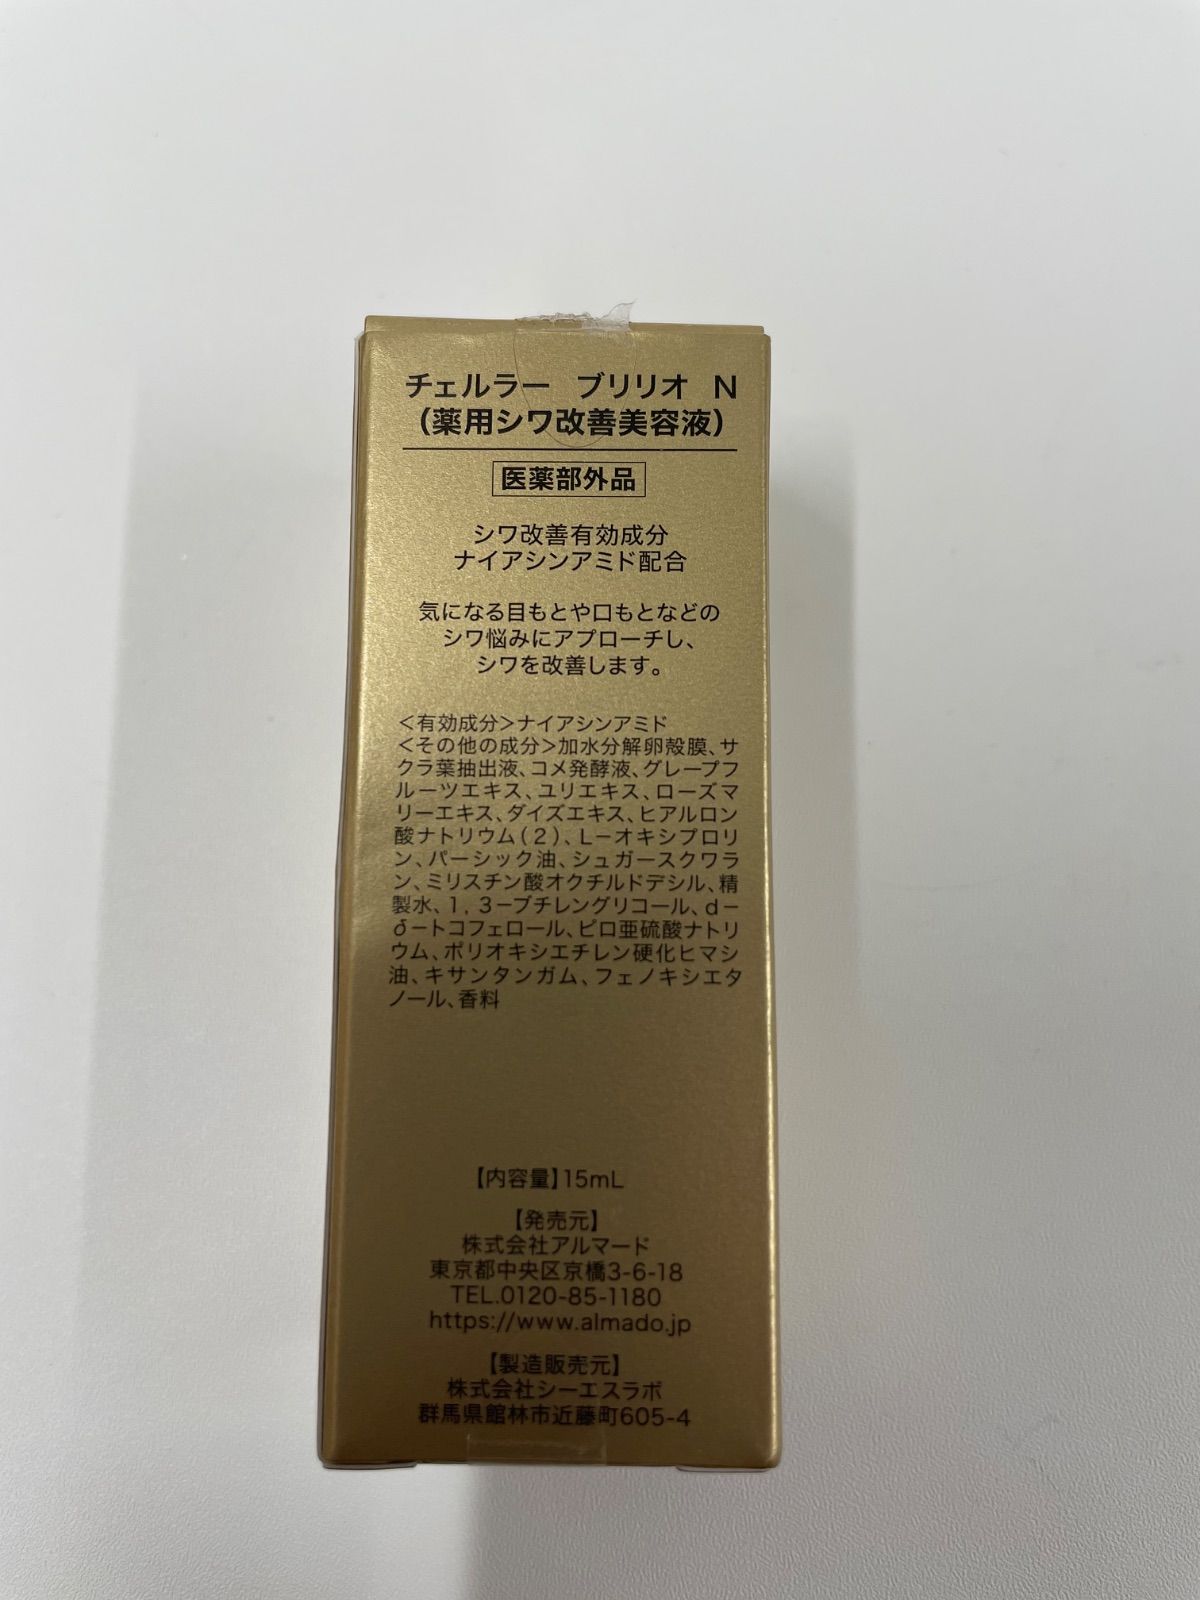 チェルラー ブリリオ N
（薬用シワ改善美容液）
医薬部外品
シワ改善有効成分
ナイアシンアミド配合
気になる目もとや口もとなどの
シワ悩みにアプローチし、
シワを改善します。
＜有効成分＞ナイアシンアミド
＜その他の成分＞加水分解卵殻膜、サ
クラ葉抽出液、コメ発酵液、グレープフ
ルーツエキス、ユリエキス、ローズマ
リーエキス、ダイズエキス、ヒアルロン
酸ナトリウム（2）、L－オキシプロリ
ン、パーシック油、シュガースクワラ
ン、ミリスチン酸オクチルドデシル、精
製水、1，3－ブチレングリコール、d－
δ－トコフェロール、ピロ亜硫酸ナトリ
ウム、ポリオキシエチレン硬化ヒマシ
油、キサンタンガム、フェノキシエタ
ノール、香料
【内容量】15mL
【発売元】
株式会社アルマード
東京都中央区京橋3-6-18
TEL.0120-85-1180
https://www.almado.jp
【製造販売元】
株式会社シーエスラボ
群馬県館林市近藤町605-4